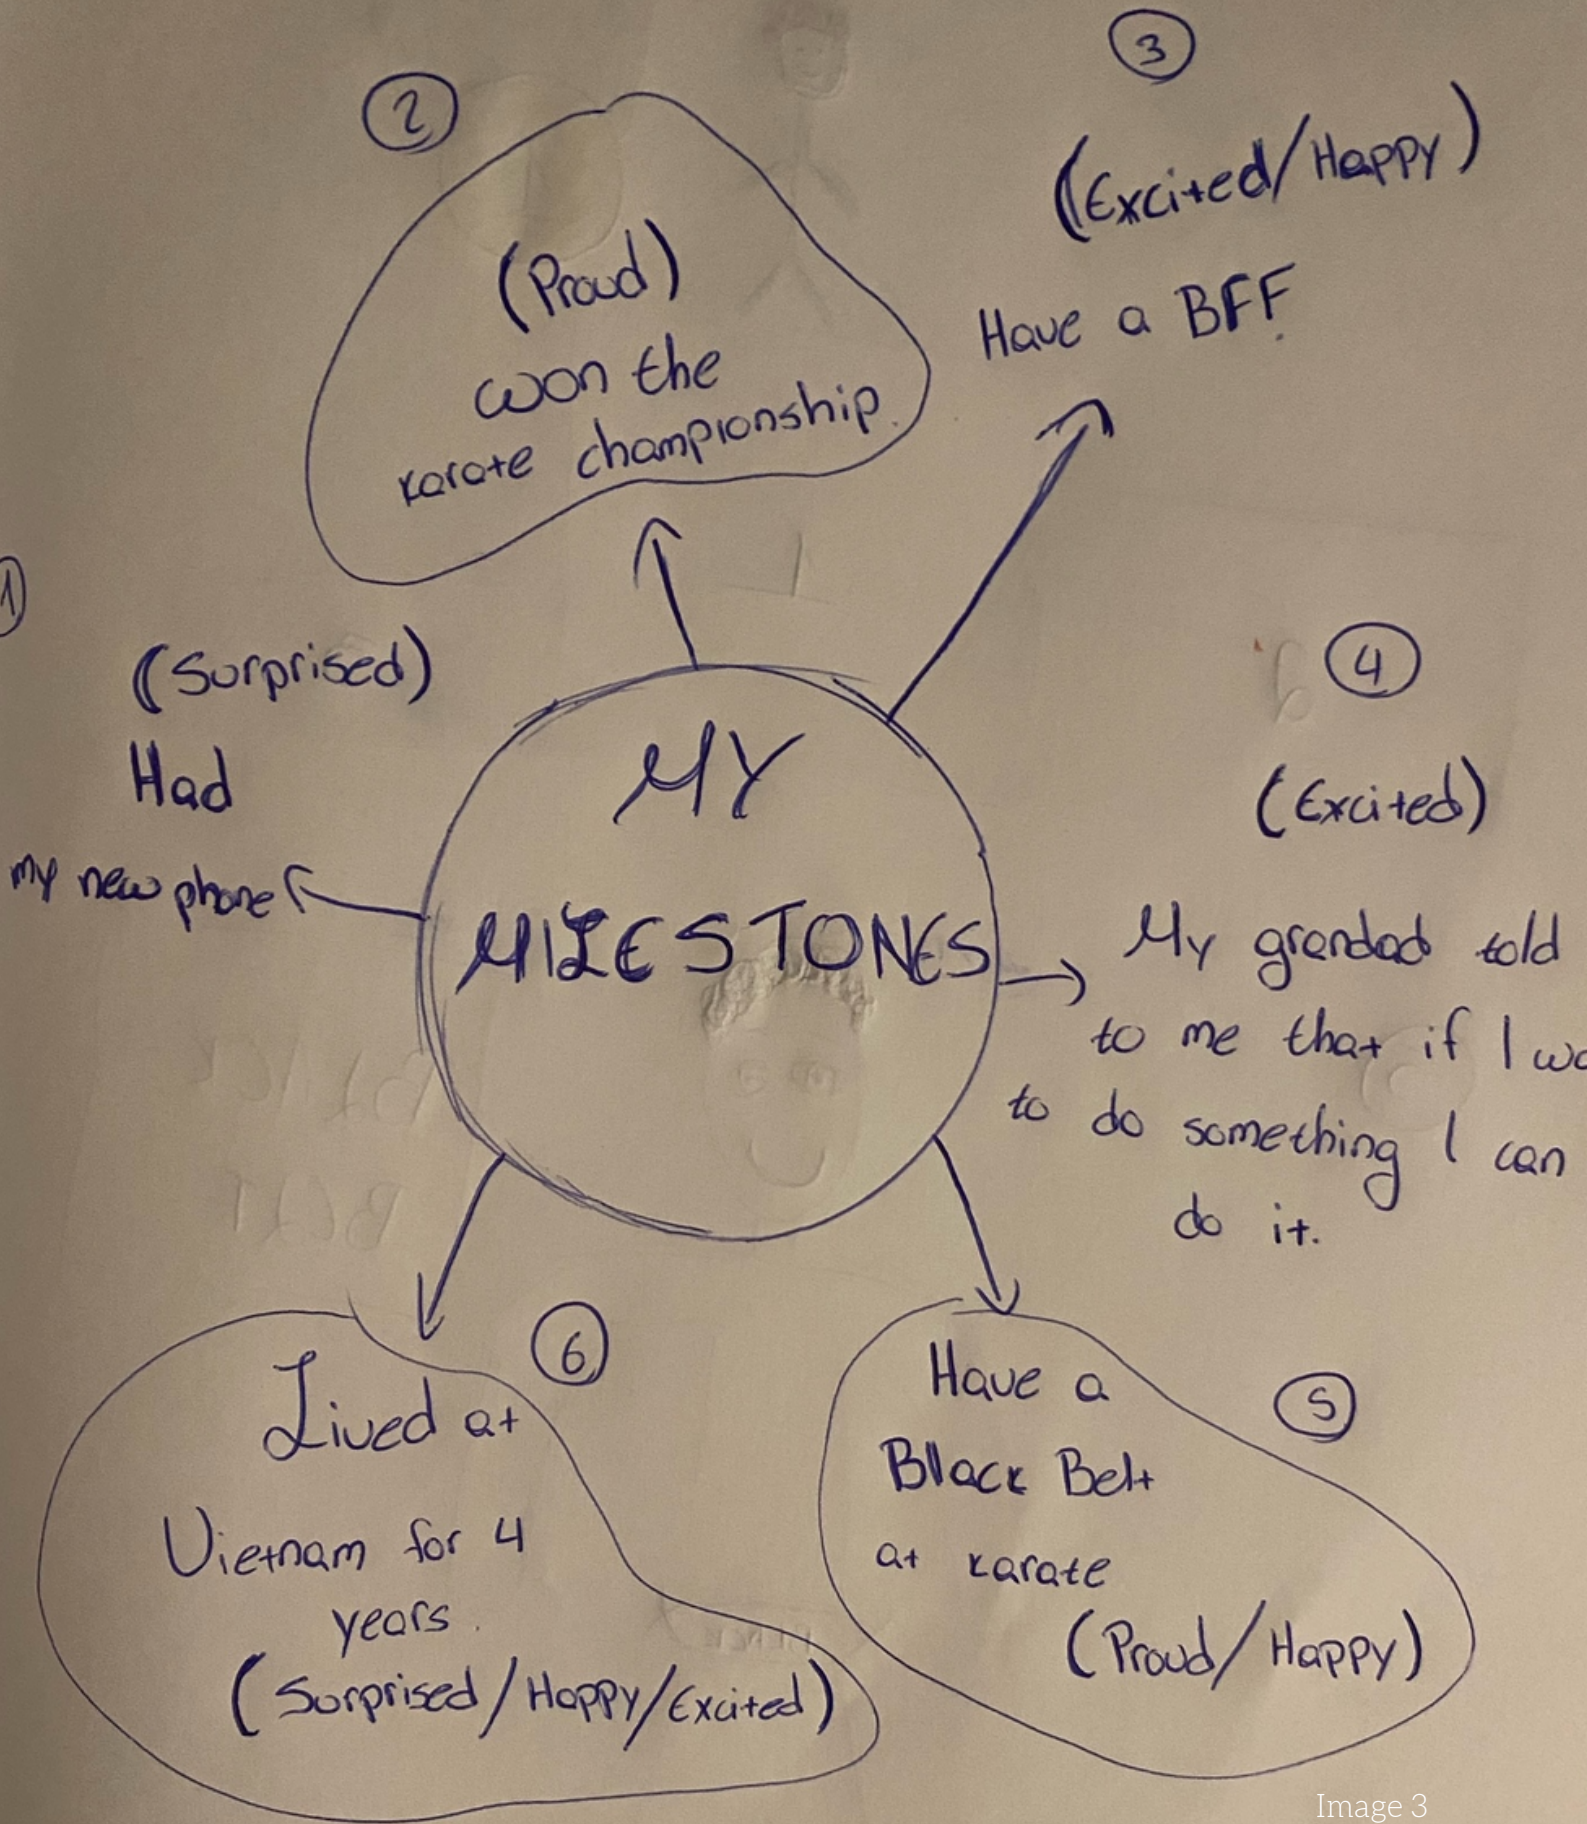 1
(Surprised)
Had
my new phone
2
(Proud)
won the
karate championship.
3
(Excited/Happy)
Have a BFF.
4
(Excited)
My grandad told
to me that if I
to do something I can
do it.
5
Have a
Black Belt
at karate
(Proud/Happy)
6
Lived at
Vietnam for 4
years.
(Surprised/Happy/Excited)
MY
MILESTONES
Image 3